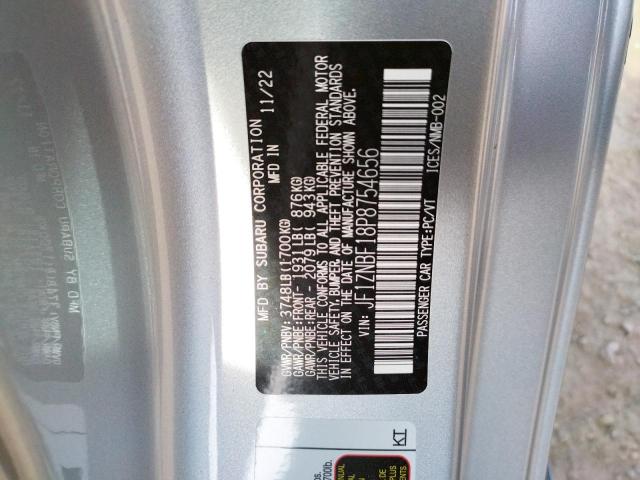 MFD BY SUBARU CORPORATION
MFD IN 11/22
GVWR/PNBV: 3748LB(1700KG)
GAWR/PNBE:FRONT- 1931LB( 876KG)
GAWR/PNBE:REAR- 2079LB( 943KG)
THIS VEHICLE CONFORMS TO ALL APPLICABLE FEDERAL MOTOR
VEHICLE SAFETY,BUMPER AND THEFT PREVENTION STANDARDS
IN EFFECT ON THE DATE OF MANUFACTURE SHOWN ABOVE.
VIN: JF1ZNBF18P8754656
PASSENGER CAR TYPE:PC/VT
ICES/NMB-002
KT